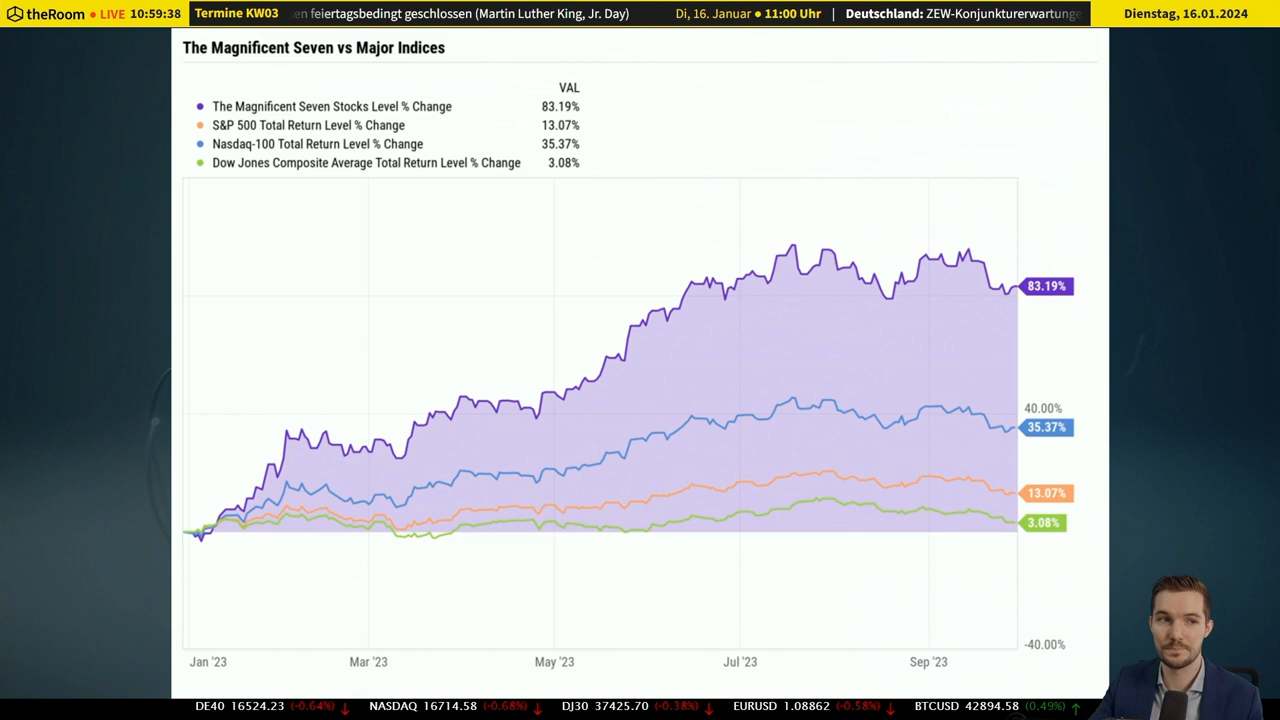 theRoom ● LIVE 10:59:38
Termine KW03
en feiertagsbedingt geschlossen (Martin Luther King, Jr. Day) Di, 16. Januar ● 11:00 Uhr | Deutschland: ZEW-Konjunkturerwartunge
Dienstag, 16.01.2024
The Magnificent Seven vs Major Indices
VAL
The Magnificent Seven Stocks Level % Change 83.19%
S&P 500 Total Return Level % Change 13.07%
Nasdaq-100 Total Return Level % Change 35.37%
Dow Jones Composite Average Total Return Level % Change 3.08%
83.19%
40.00%
35.37%
13.07%
3.08%
-40.00%
Jan '23 Mar '23 May '23 Jul '23 Sep '23
DE40 16524.23 (-0.64%) ↓ NASDAQ 16714.58 (-0.68%) ↓ DJ30 37425.70 (-0.38%) ↓ EURUSD 1.08862 (-0.58%) ↓ BTCUSD 42894.58 (0.49%) ↑